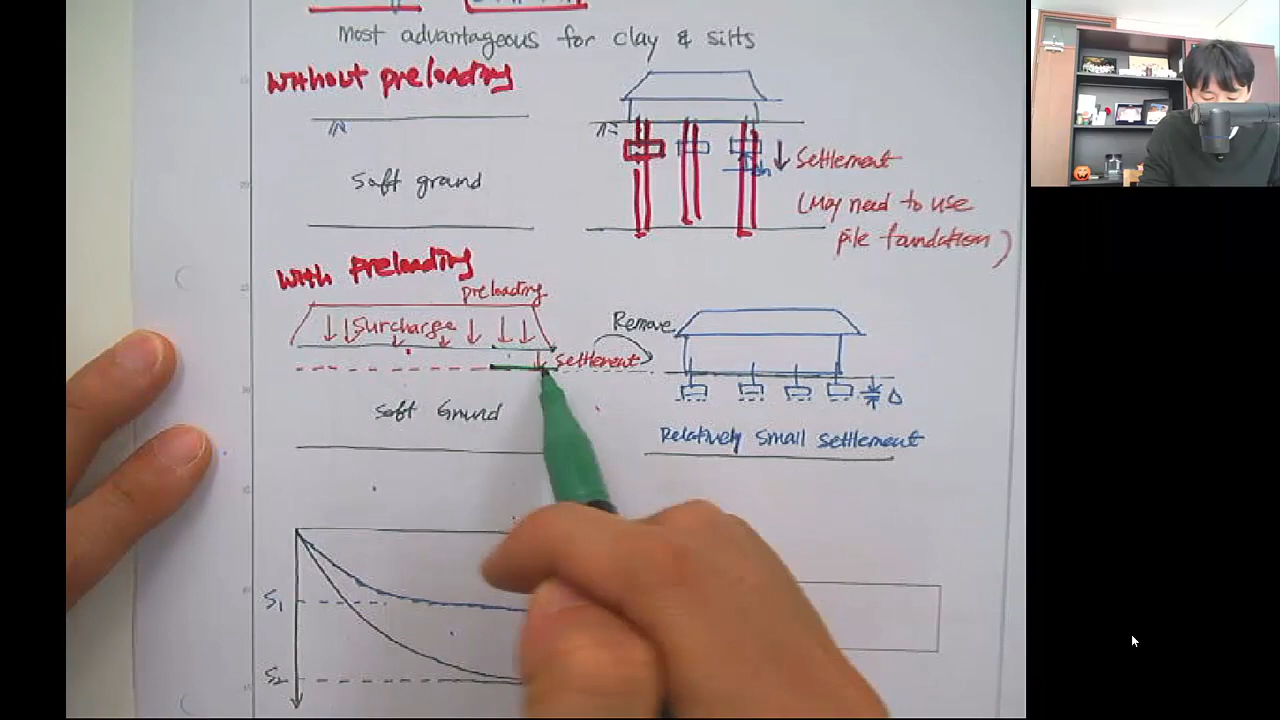 Most advantageous for clay & silts
Without preloading
Soft ground
Settlement
(May need to use
pile foundation)
With preloading
preloading
Surcharge
Settlement
Remove
Soft Ground
Δ
Relatively small settlement
S1
S2